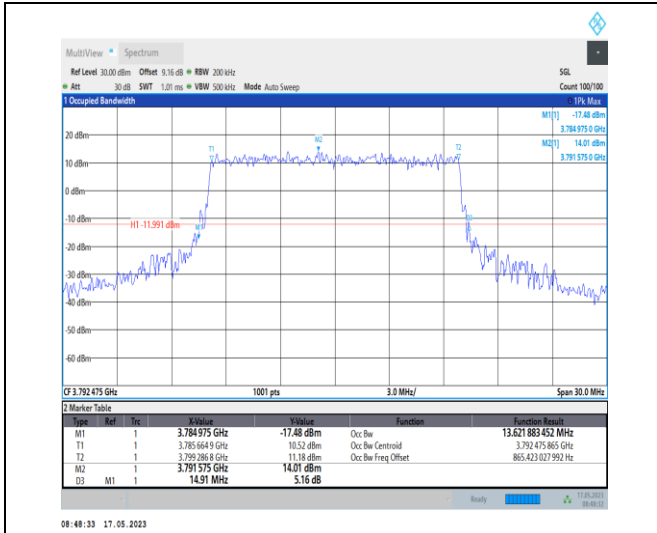 MultiView Spectrum
Ref Level 30.00 dBm Offset 9.16 dB RBW 200 kHz SGL
Att 30 dB SWT 1.01 ms VBW 500 kHz Mode Auto Sweep Count 100/100
1 Occupied Bandwidth 1Pk Max
M1[1] -17.48 dBm
3.784 975 0 GHz
M2[1] 14.01 dBm
3.791 575 0 GHz
20 dBm
T1 M2 T2
10 dBm
0 dBm
-10 dBm
H1 -11.991 dBm
M1
-20 dBm
-30 dBm
-40 dBm
-50 dBm
-60 dBm
CF 3.792 475 GHz 1001 pts 3.0 MHz/ Span 30.0 MHz
2 Marker Table
Type Ref Trc X-Value Y-Value Function Function Result
M1 1 3.784 975 GHz -17.48 dBm Occ Bw 13.621 883 452 MHz
T1 1 3.785 664 9 GHz 10.52 dBm Occ Bw Centroid 3.792 475 865 GHz
T2 1 3.799 286 8 GHz 11.18 dBm Occ Bw Freq Offset 865.423 027 992 Hz
M2 1 3.791 575 GHz 14.01 dBm
D3 M1 1 14.91 MHz 5.16 dB
Ready 17.05.2023
08:48:32
08:48:33 17.05.2023